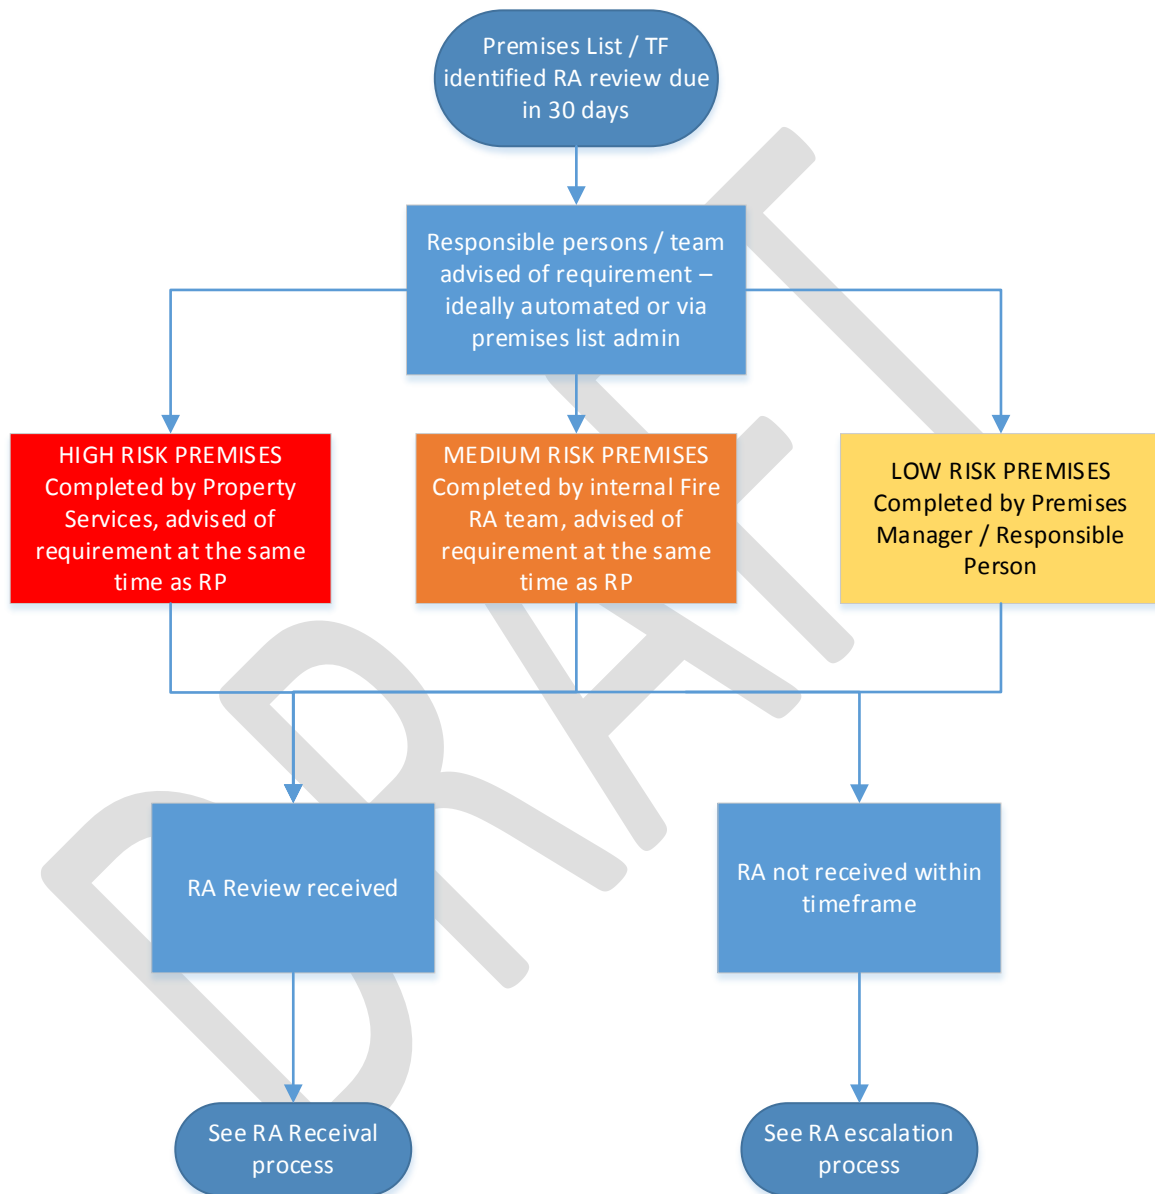 Premises List / TF
identified RA review due
in 30 days
Responsible persons / team
advised of requirement –
ideally automated or via
premises list admin
HIGH RISK PREMISES
Completed by Property
Services, advised of
requirement at the same
time as RP
MEDIUM RISK PREMISES
Completed by internal Fire
RA team, advised of
requirement at the same
time as RP
LOW RISK PREMISES
Completed by Premises
Manager / Responsible
Person
RA Review received
RA not received within
timeframe
See RA Receival
process
See RA escalation
process
DRAFT